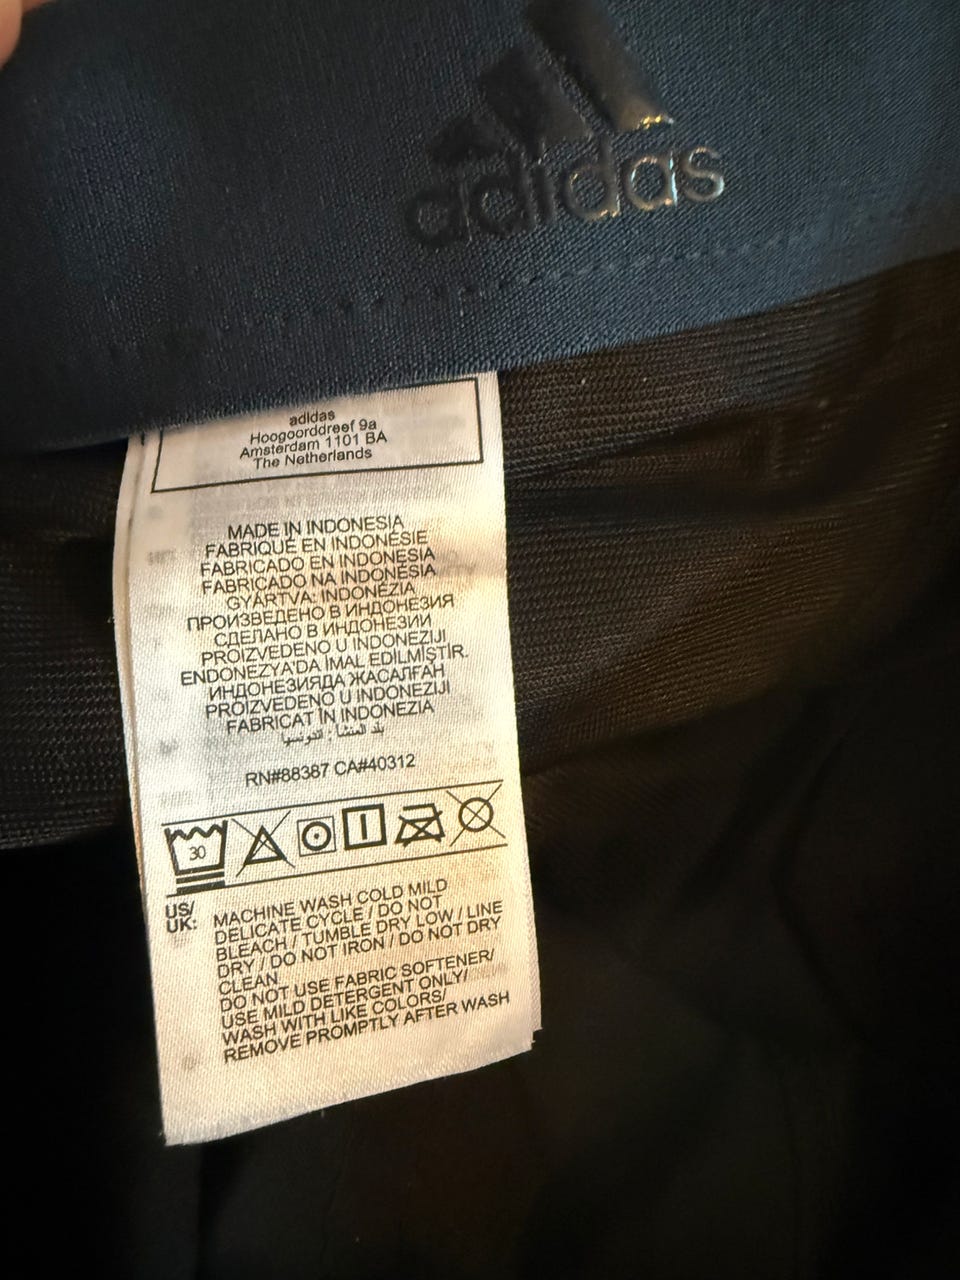 adidas
adidas
Hoogoorddreef 9a
Amsterdam 1101 BA
The Netherlands
MADE IN INDONESIA
FABRIQUÉ EN INDONÉSIE
FABRICADO EN INDONESIA
FABRICADO NA INDONÉSIA
GYÁRTVA: INDONÉZIA
ПРОИЗВЕДЕНО В ИНДОНЕЗИЯ
СДЕЛАНО В ИНДОНЕЗИИ
PROIZVEDENO U INDONEZIJI
ENDONEZYA'DA İMAL EDİLMİŞTİR.
ИНДОНЕЗИЯДА ЖАСАЛҒАН
PROIZVEDENO U INDONEZIJI
FABRICAT ÎN INDONEZIA
بلد المنشأ : اندونسيا
RN#88387 CA#40312
30
US/UK: MACHINE WASH COLD MILD
DELICATE CYCLE / DO NOT
BLEACH / TUMBLE DRY LOW / LINE
DRY / DO NOT IRON / DO NOT DRY
CLEAN
DO NOT USE FABRIC SOFTENER/
USE MILD DETERGENT ONLY/
WASH WITH LIKE COLORS/
REMOVE PROMPTLY AFTER WASH